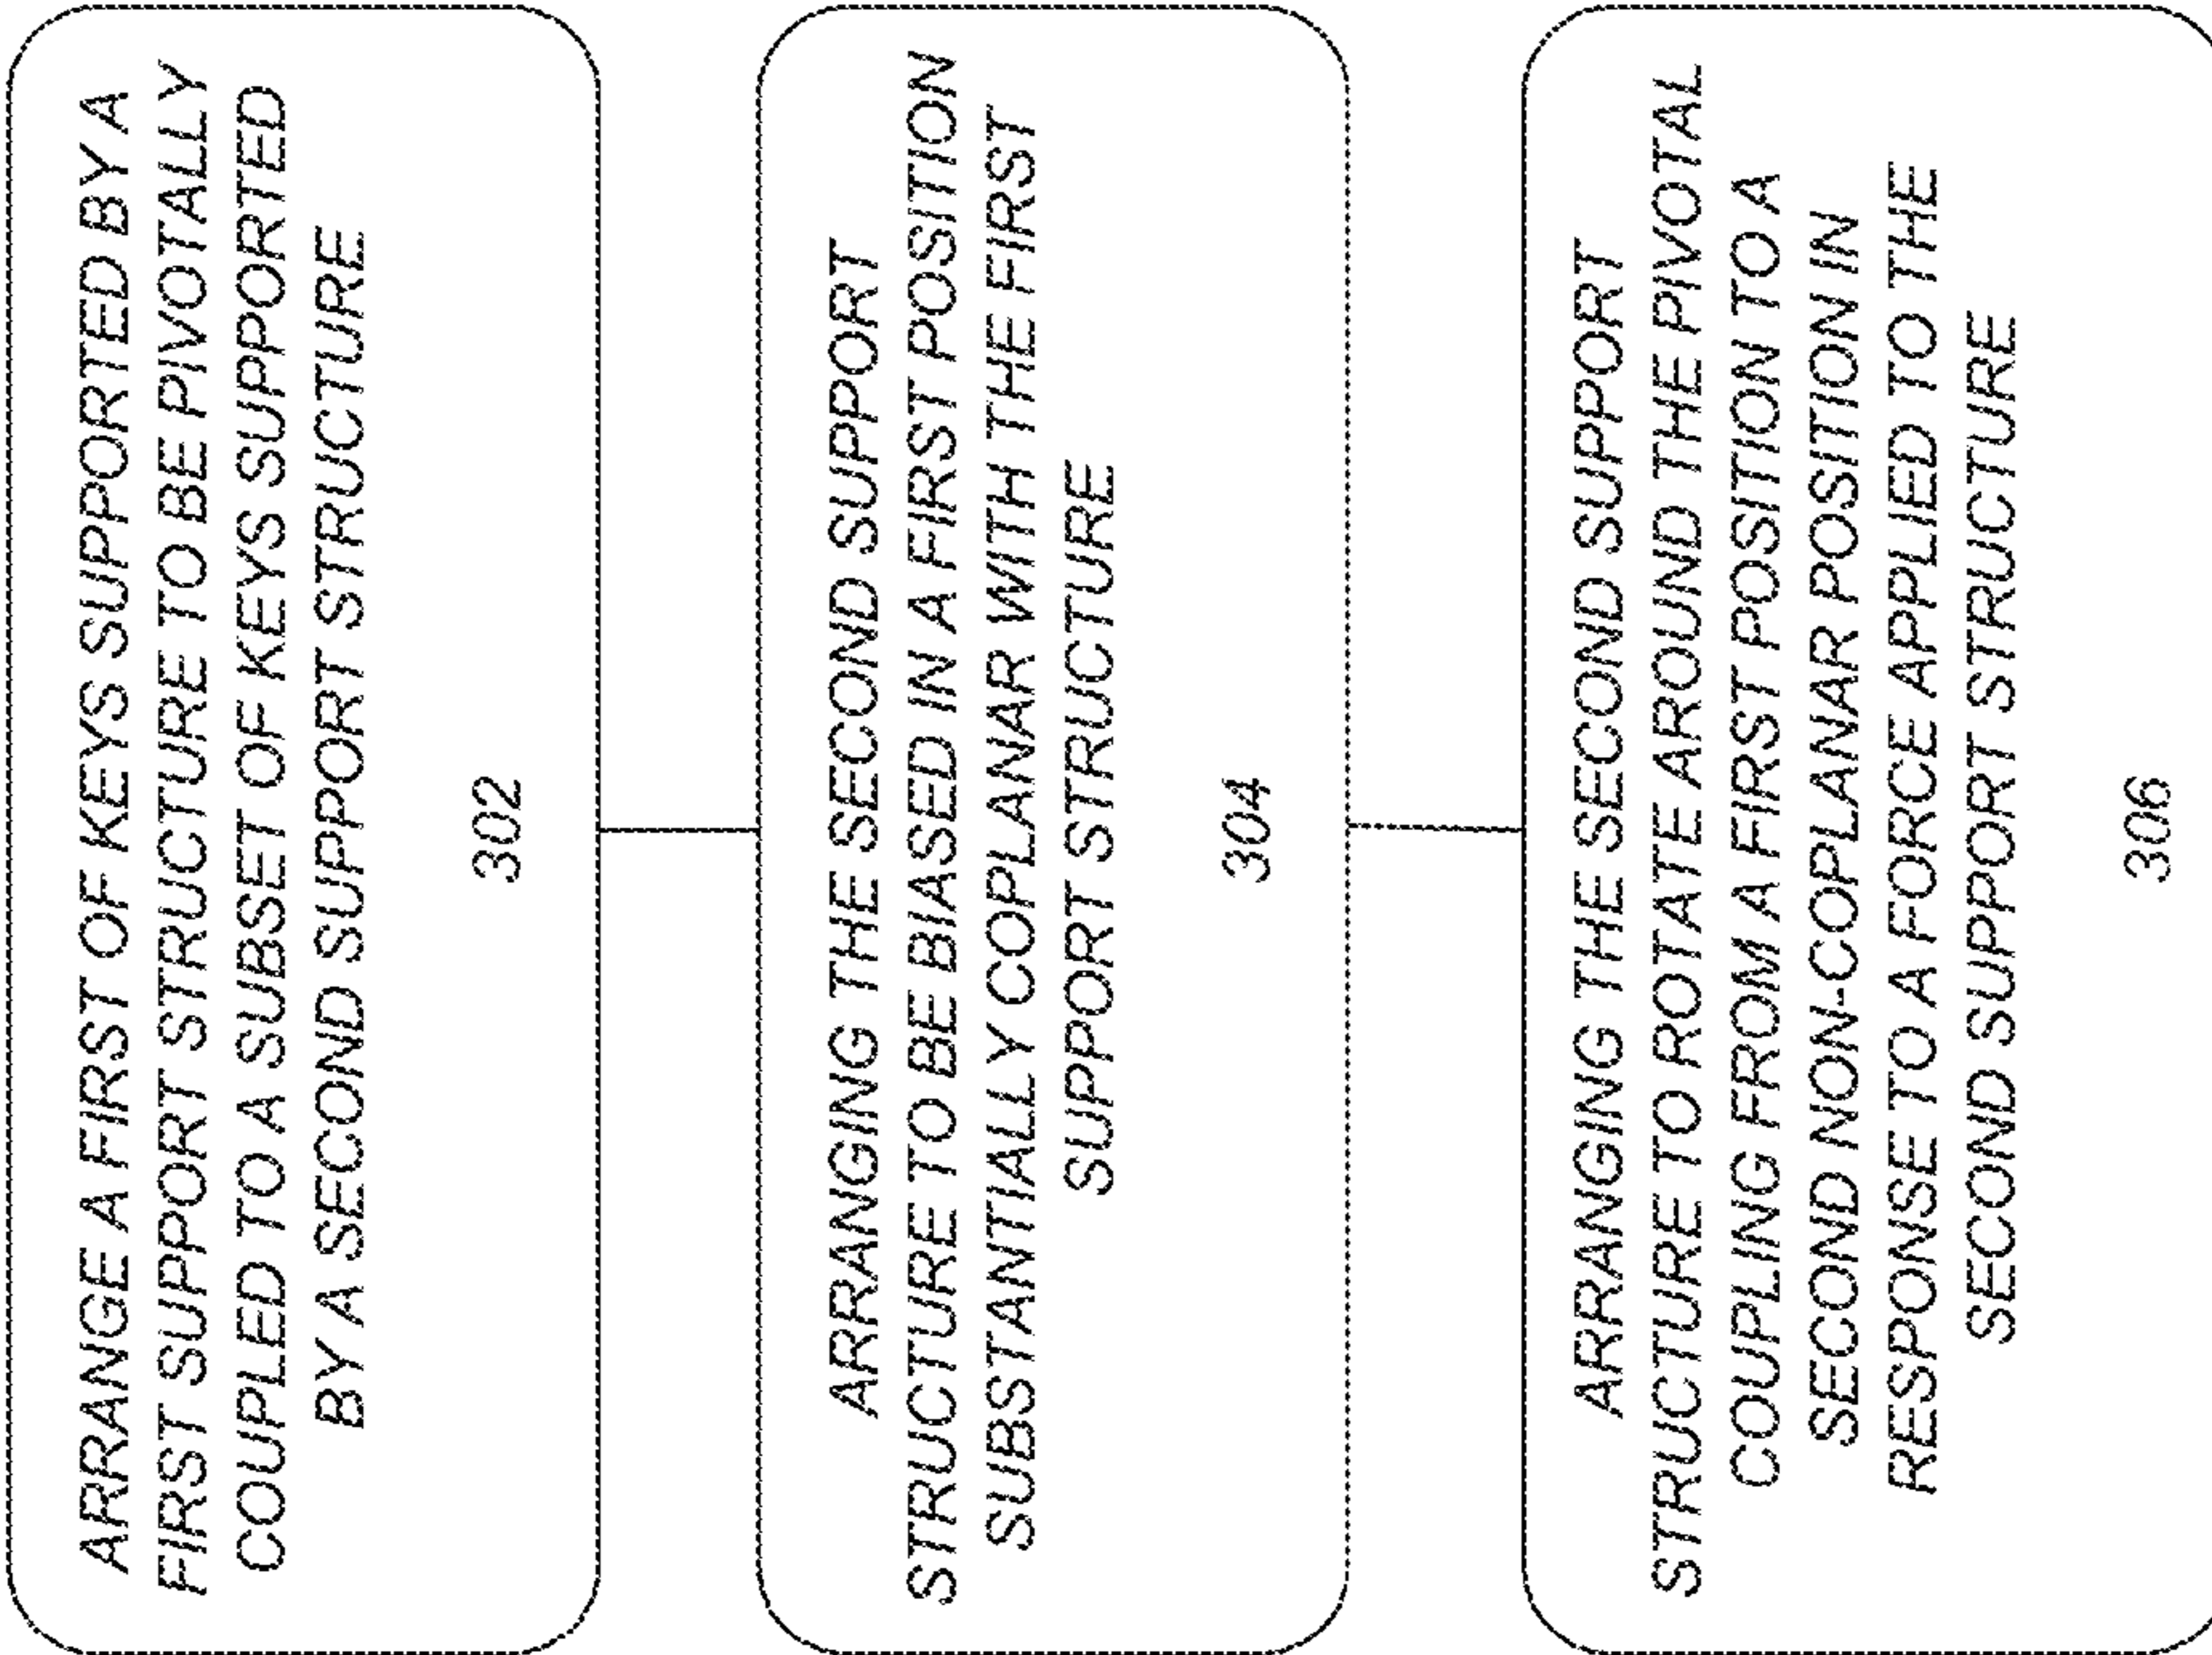 ARRANGE A FIRST OF KEYS SUPPORTED BY A
FIRST SUPPORT STRUCTURE TO BE PIVOTALLY
COUPLED TO A SUBSET OF KEYS SUPPORTED
BY A SECOND SUPPORT STRUCTURE
302
ARRANGING THE SECOND SUPPORT
STRUCTURE TO BE BIASED IN A FIRST POSITION
SUBSTANTIALLY COPLANAR WITH THE FIRST
SUPPORT STRUCTURE
304
ARRANGING THE SECOND SUPPORT
STRUCTURE TO ROTATE AROUND THE PIVOTAL
COUPLING FROM A FIRST POSITION TO A
SECOND NON-COPLANAR POSITION IN
RESPONSE TO A FORCE APPLIED TO THE
SECOND SUPPORT STRUCTURE
306